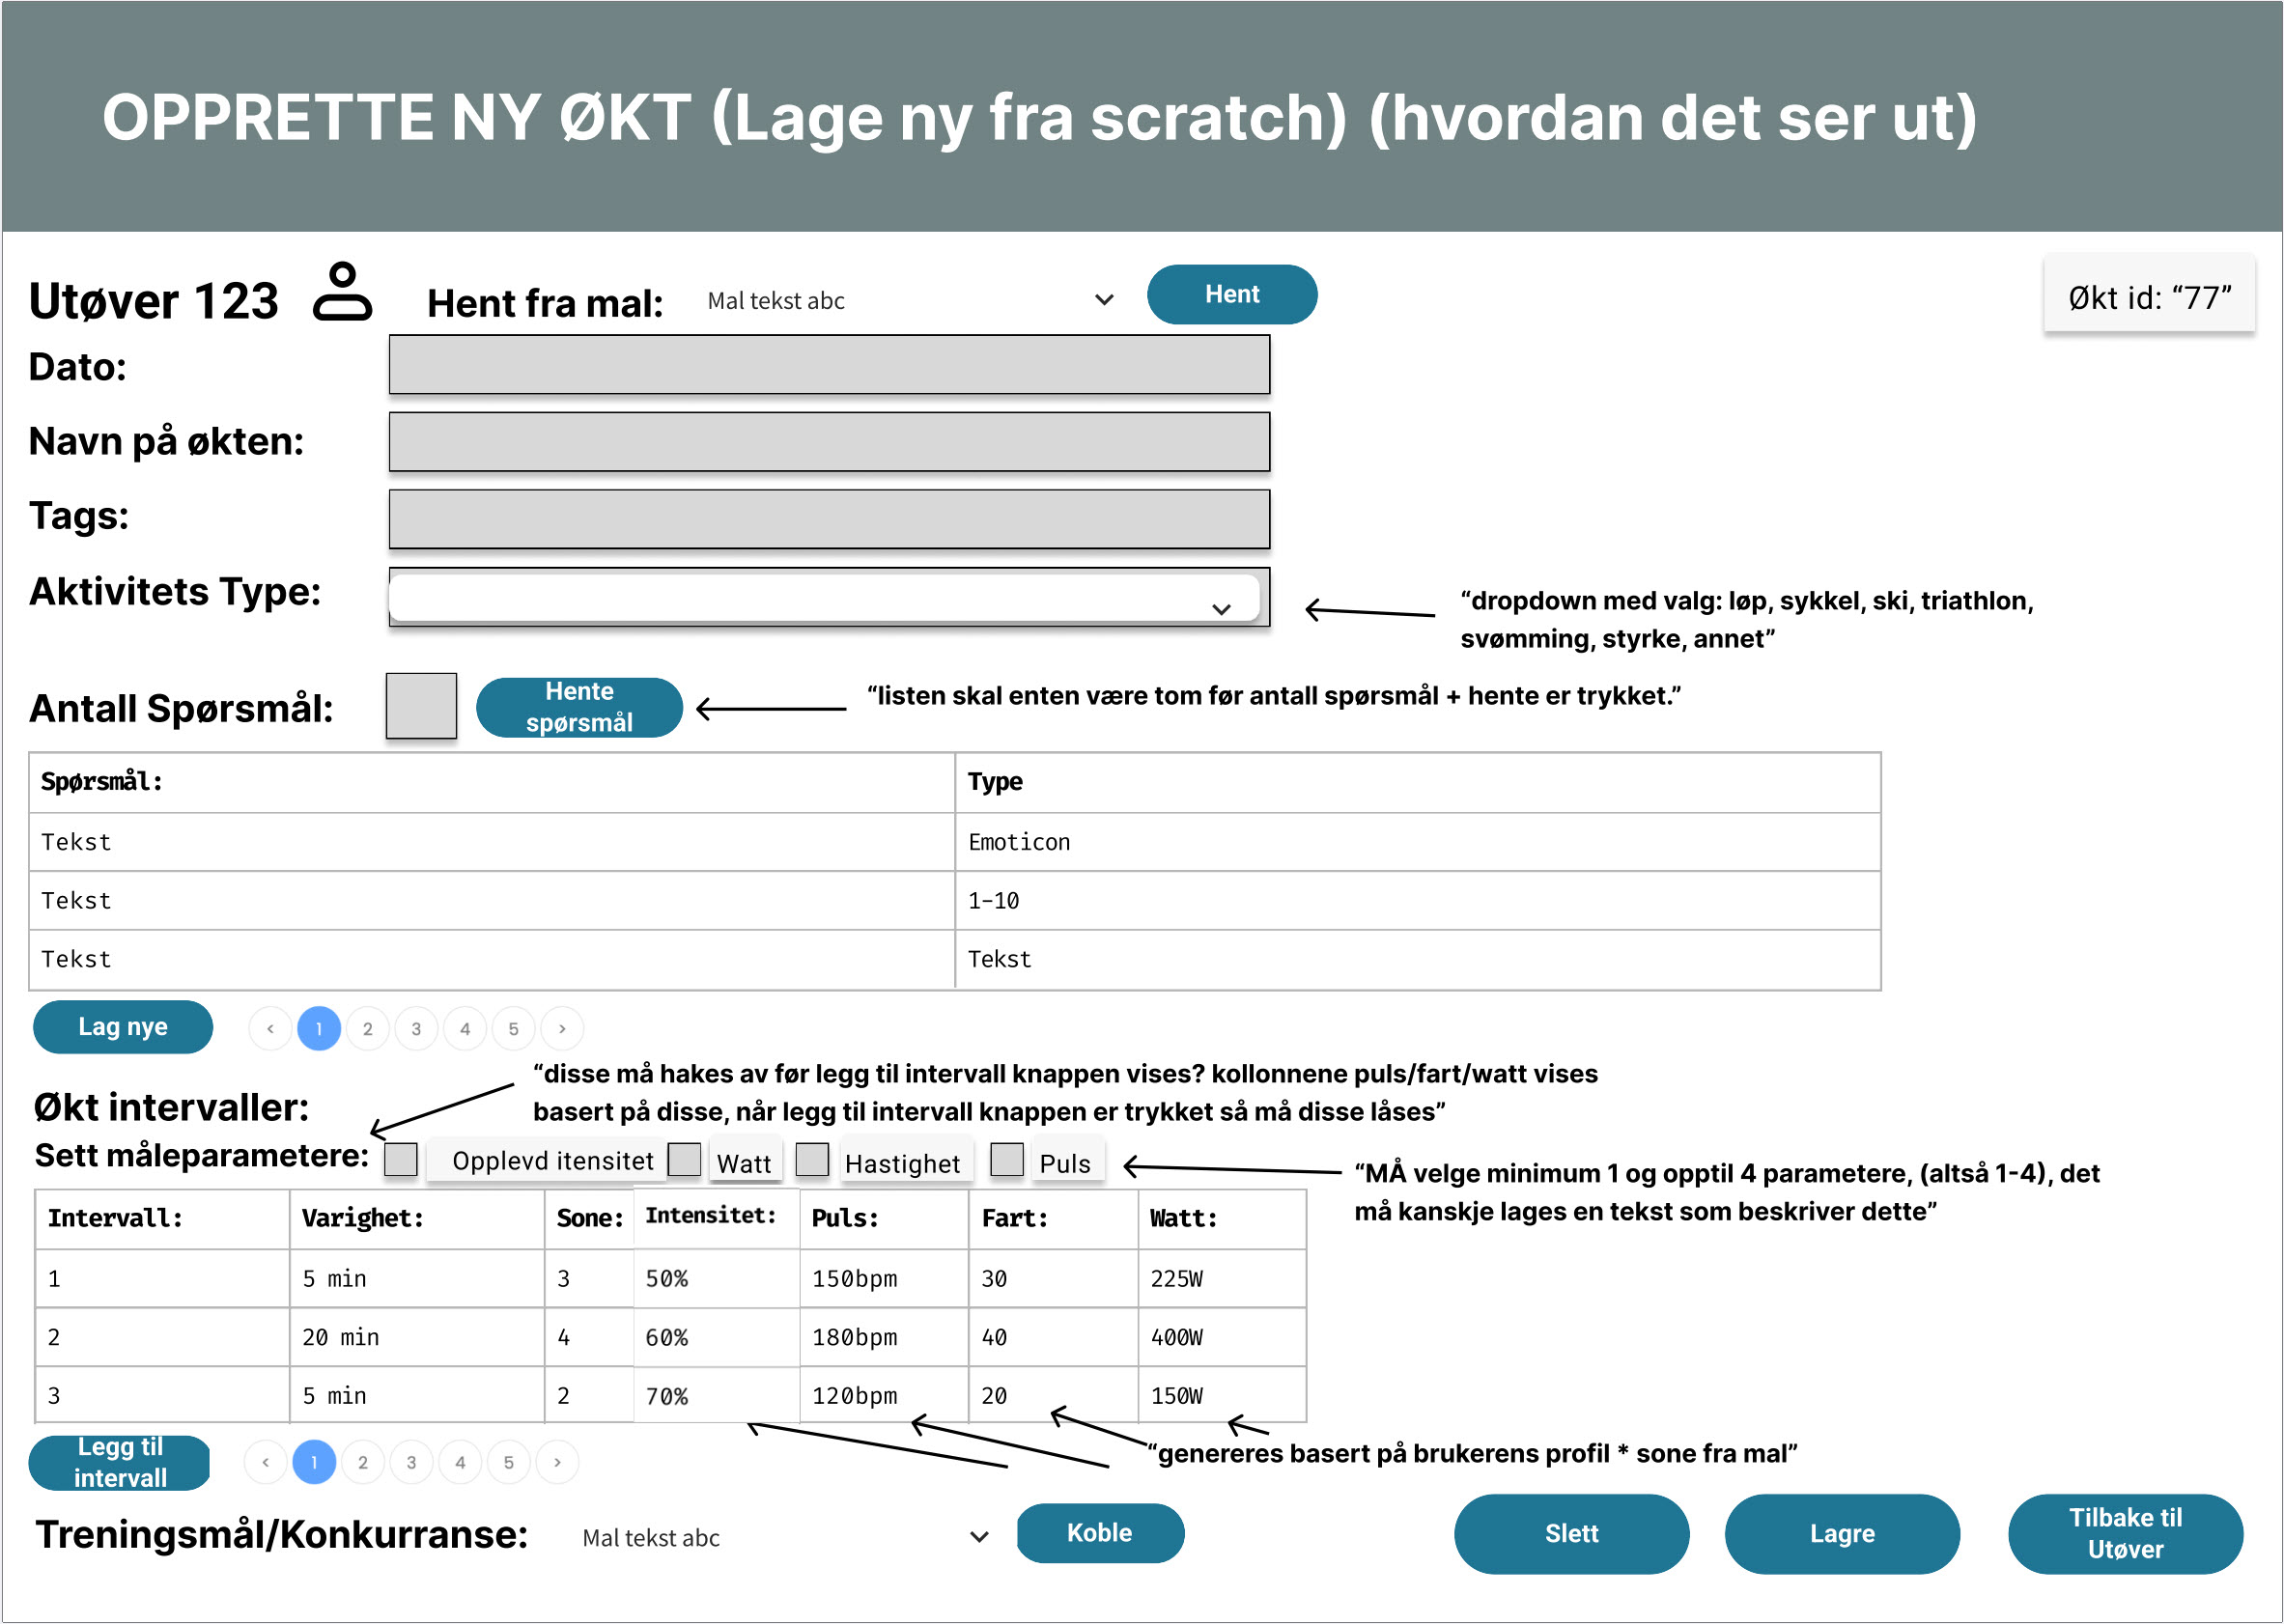 OPPRETTE NY ØKT (Lage ny fra scratch) (hvordan det ser ut)
Utøver 123
Hent fra mal: Mal tekst abc
Hent
Økt id: “77”
Dato:
Navn på økten:
Tags:
Aktivitets Type:
“dropdown med valg: løp, sykkel, ski, triathlon,
svømming, styrke, annet”
Antall Spørsmål:
Hente
spørsmål
“listen skal enten være tom før antall spørsmål + hente er trykket.”
Spørsmål: Type
Tekst Emoticon
Tekst 1-10
Tekst Tekst
Lag nye
< 1 2 3 4 5 >
“disse må hakes av før legg til intervall knappen vises? kollonnene puls/fart/watt vises
basert på disse, når legg til intervall knappen er trykket så må disse låses”
Økt intervaller:
Sett måleparametere: Opplevd itensitet Watt Hastighet Puls
“MÅ velge minimum 1 og opptil 4 parametere, (altså 1-4), det
må kanskje lages en tekst som beskriver dette”
Intervall: Varighet: Sone: Intensitet: Puls: Fart: Watt:
1 5 min 3 50% 150bpm 30 225W
2 20 min 4 60% 180bpm 40 400W
3 5 min 2 70% 120bpm 20 150W
Legg til
intervall
< 1 2 3 4 5 >
“genereres basert på brukerens profil * sone fra mal”
Treningsmål/Konkurranse: Mal tekst abc
Koble
Slett
Lagre
Tilbake til
Utøver